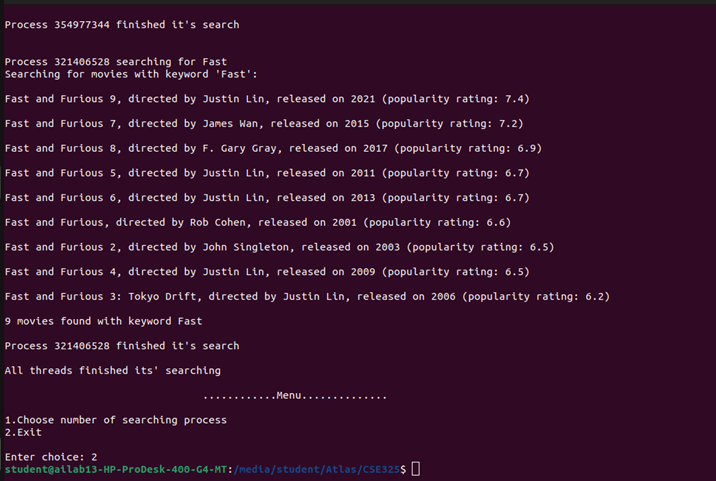 Process 354977344 finished it's search
Process 321406528 searching for Fast
Searching for movies with keyword 'Fast':
Fast and Furious 9, directed by Justin Lin, released on 2021 (popularity rating: 7.4)
Fast and Furious 7, directed by James Wan, released on 2015 (popularity rating: 7.2)
Fast and Furious 8, directed by F. Gary Gray, released on 2017 (popularity rating: 6.9)
Fast and Furious 5, directed by Justin Lin, released on 2011 (popularity rating: 6.7)
Fast and Furious 6, directed by Justin Lin, released on 2013 (popularity rating: 6.7)
Fast and Furious, directed by Rob Cohen, released on 2001 (popularity rating: 6.6)
Fast and Furious 2, directed by John Singleton, released on 2003 (popularity rating: 6.5)
Fast and Furious 4, directed by Justin Lin, released on 2009 (popularity rating: 6.5)
Fast and Furious 3: Tokyo Drift, directed by Justin Lin, released on 2006 (popularity rating: 6.2)
9 movies found with keyword Fast
Process 321406528 finished it's search
All threads finished its' searching
............Menu..............
1.Choose number of searching process
2.Exit
Enter choice: 2
student@ailab13-HP-ProDesk-400-G4-MT:/media/student/Atlas/CSE325$